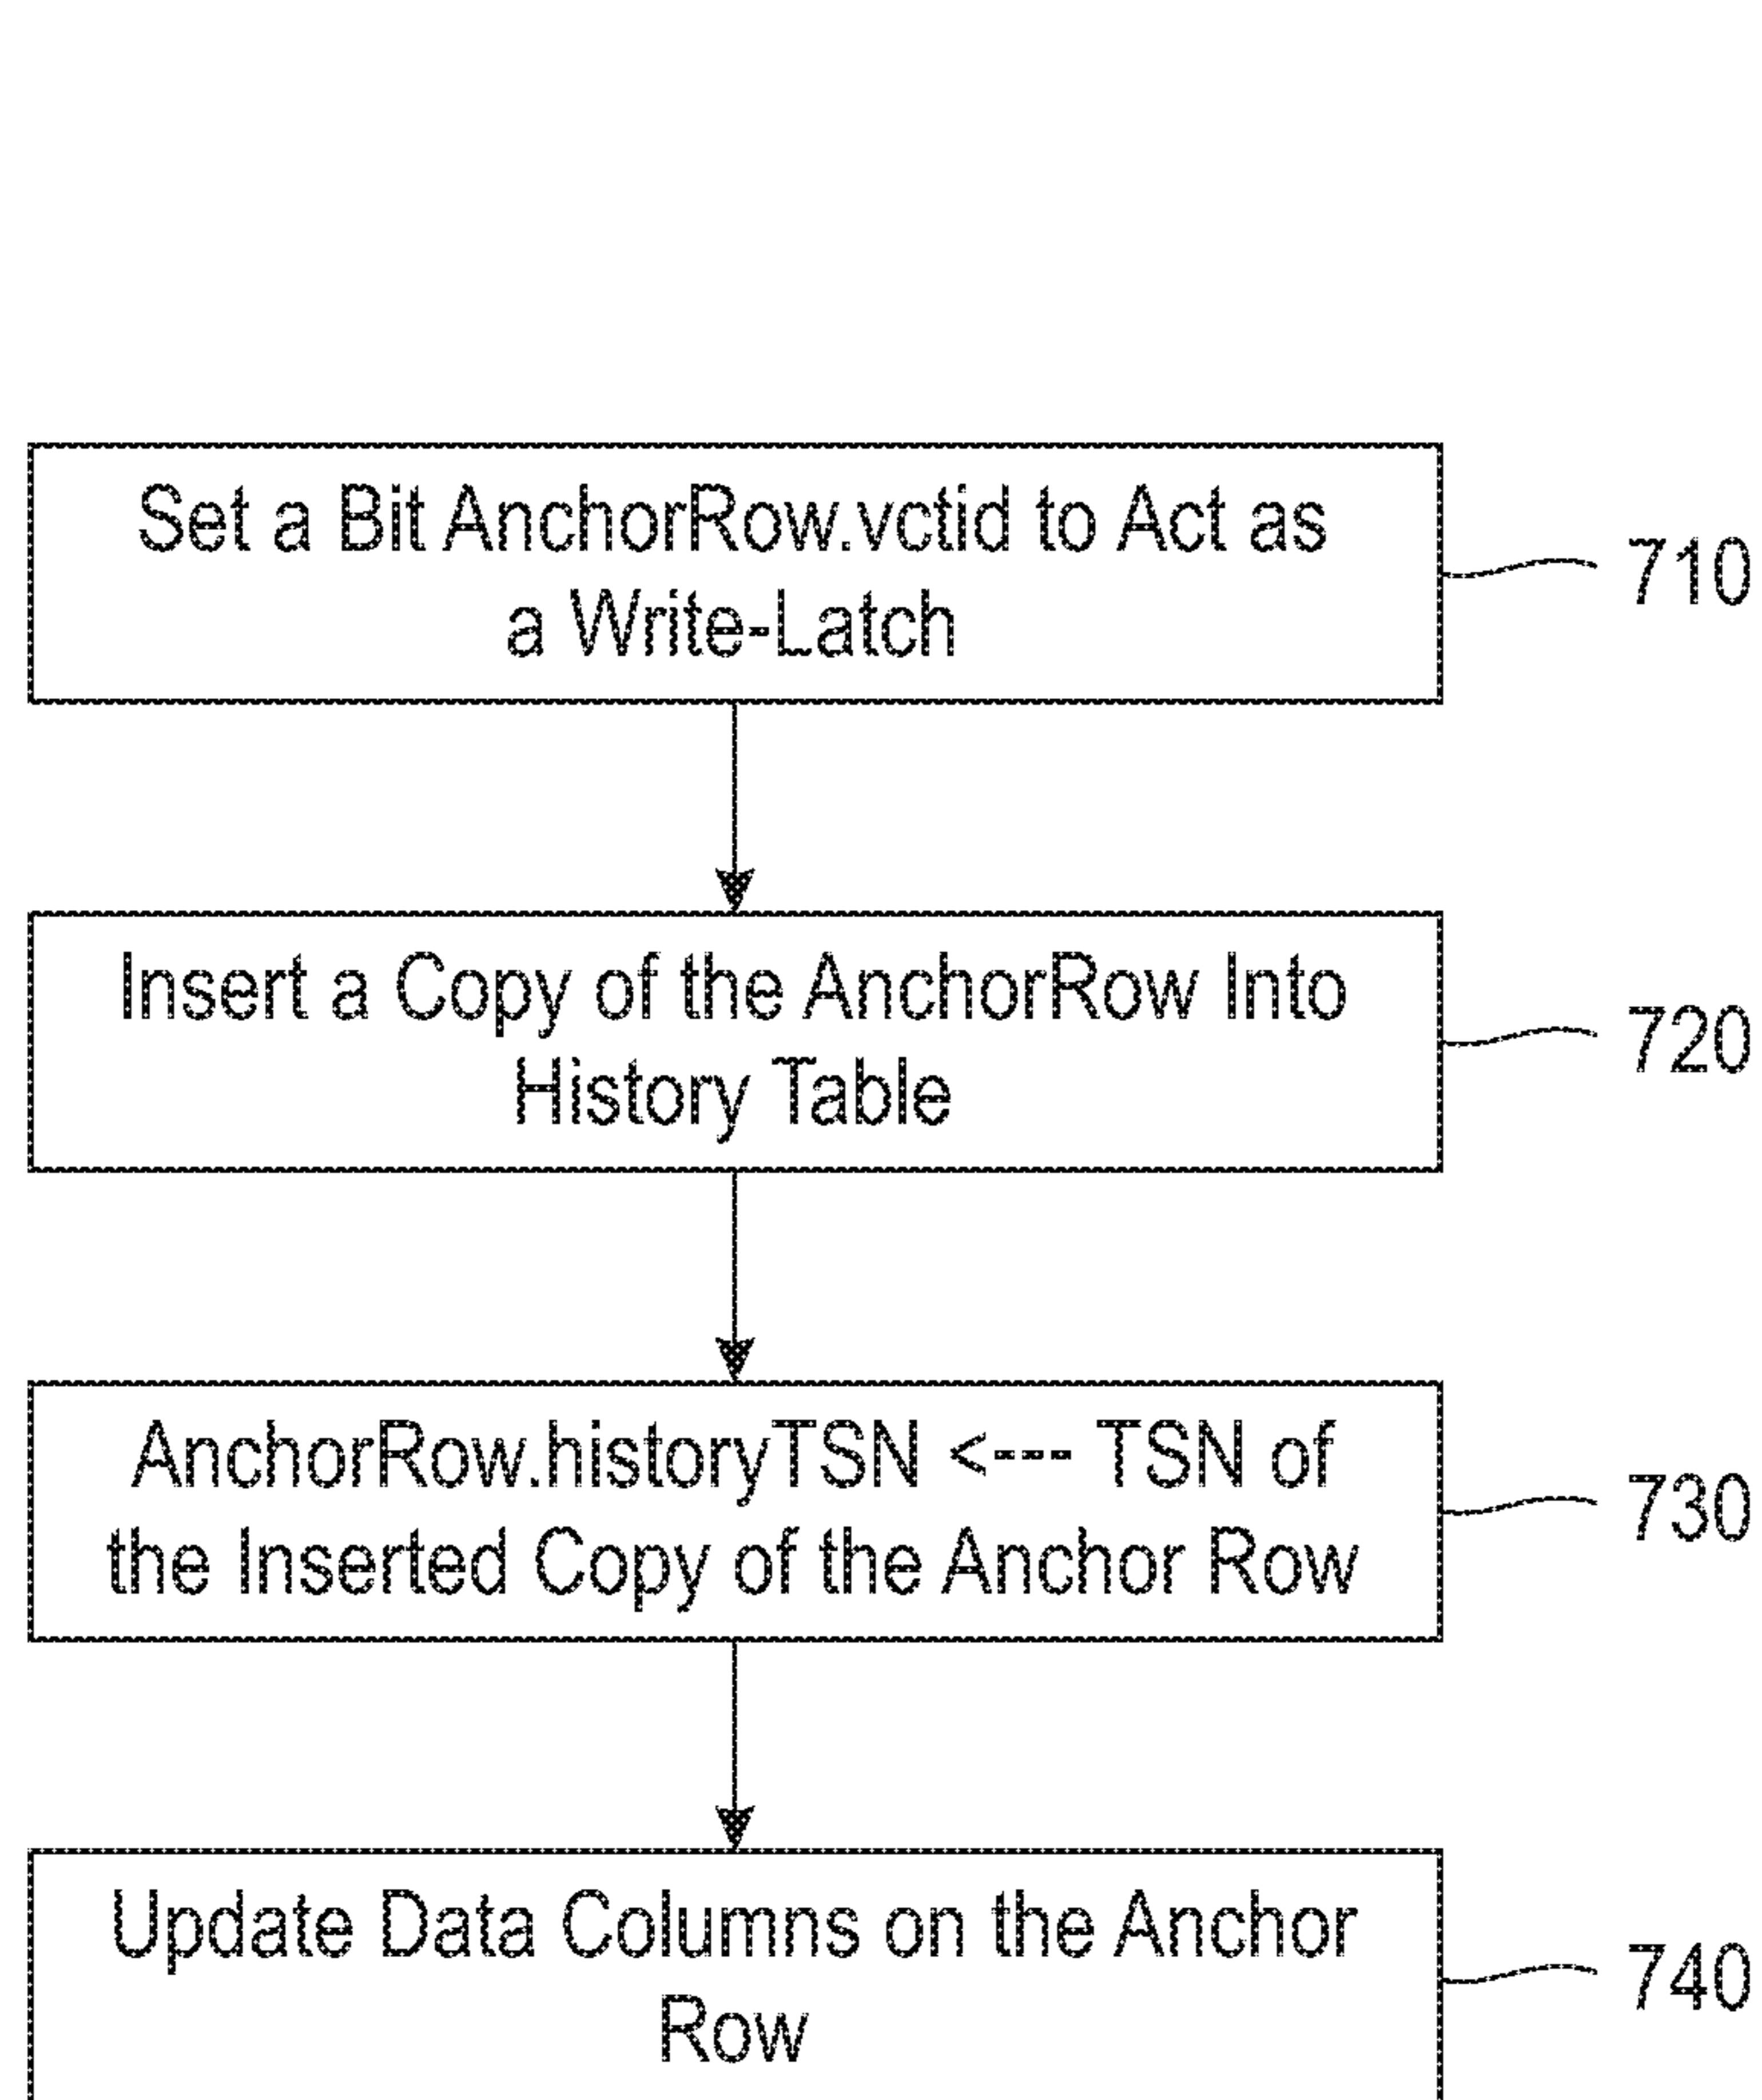 Set a Bit AnchorRow.vctid to Act as
a Write-Latch
710
Insert a Copy of the AnchorRow Into
History Table
720
AnchorRow.historyTSN <--- TSN of
the Inserted Copy of the Anchor Row
730
Update Data Columns on the Anchor
Row
740